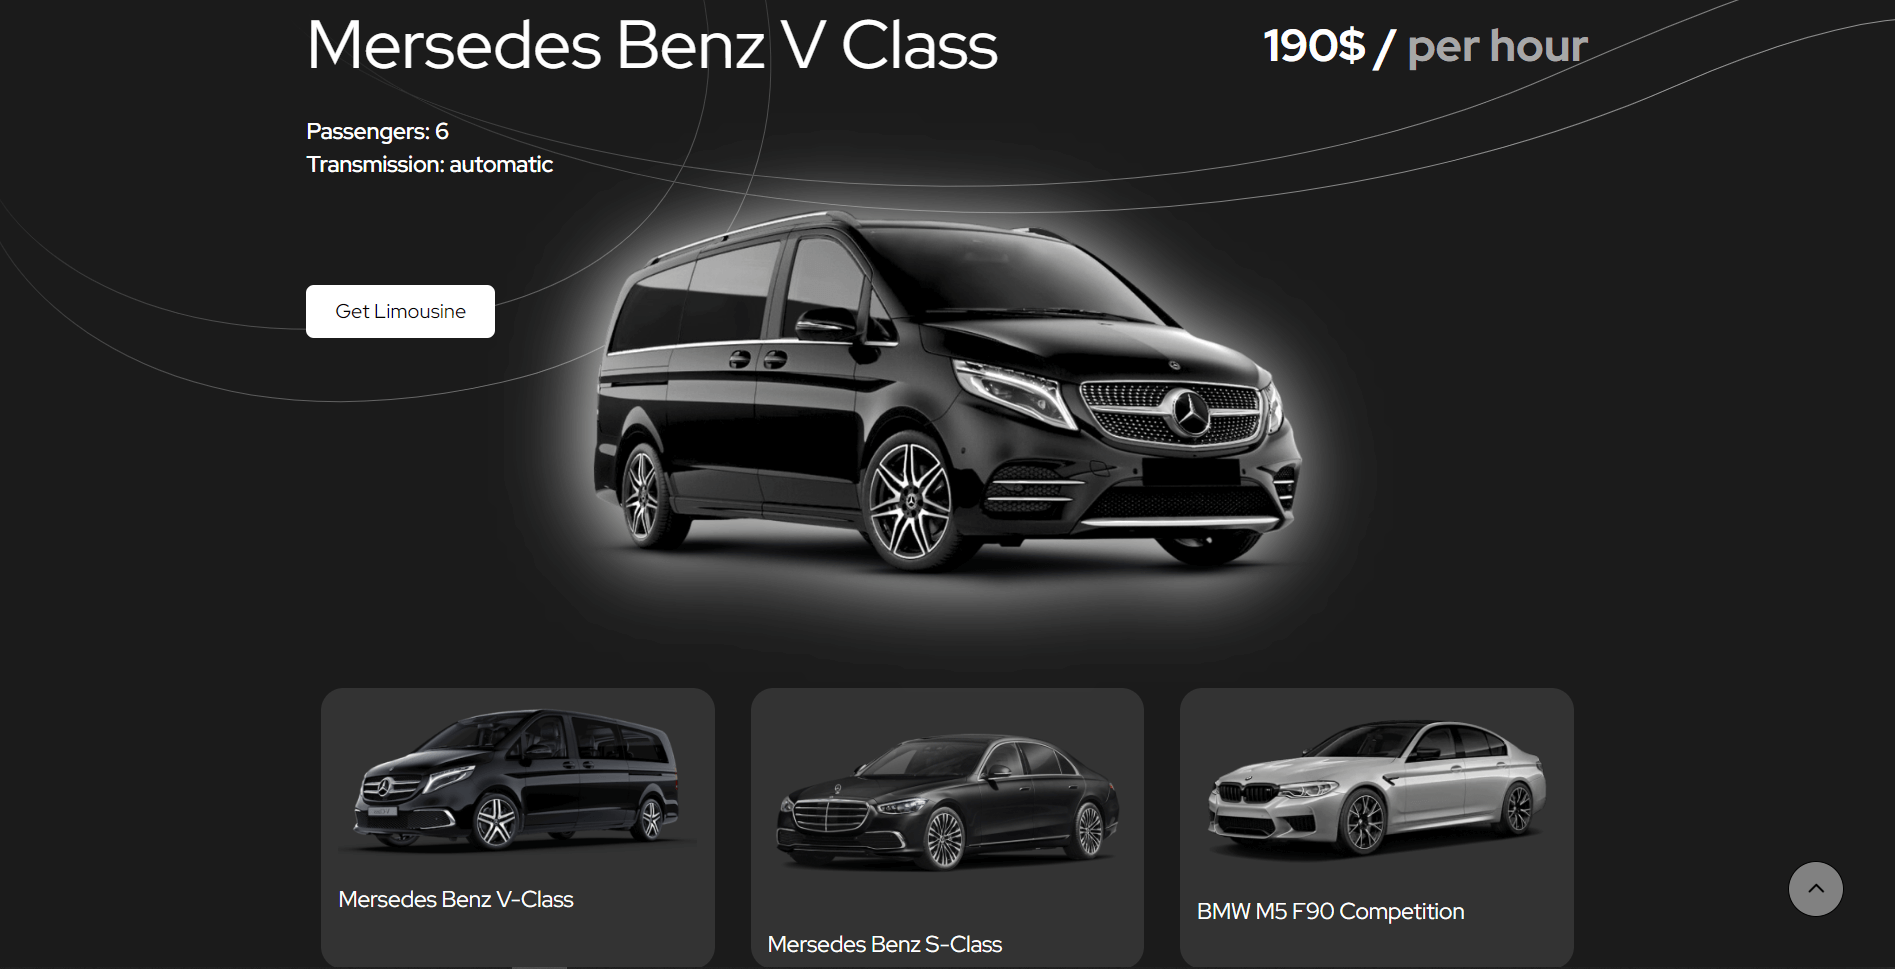 Mersedes Benz V Class
190$ / per hour
Passengers: 6
Transmission: automatic
Get Limousine
Mersedes Benz V-Class
Mersedes Benz S-Class
BMW M5 F90 Competition